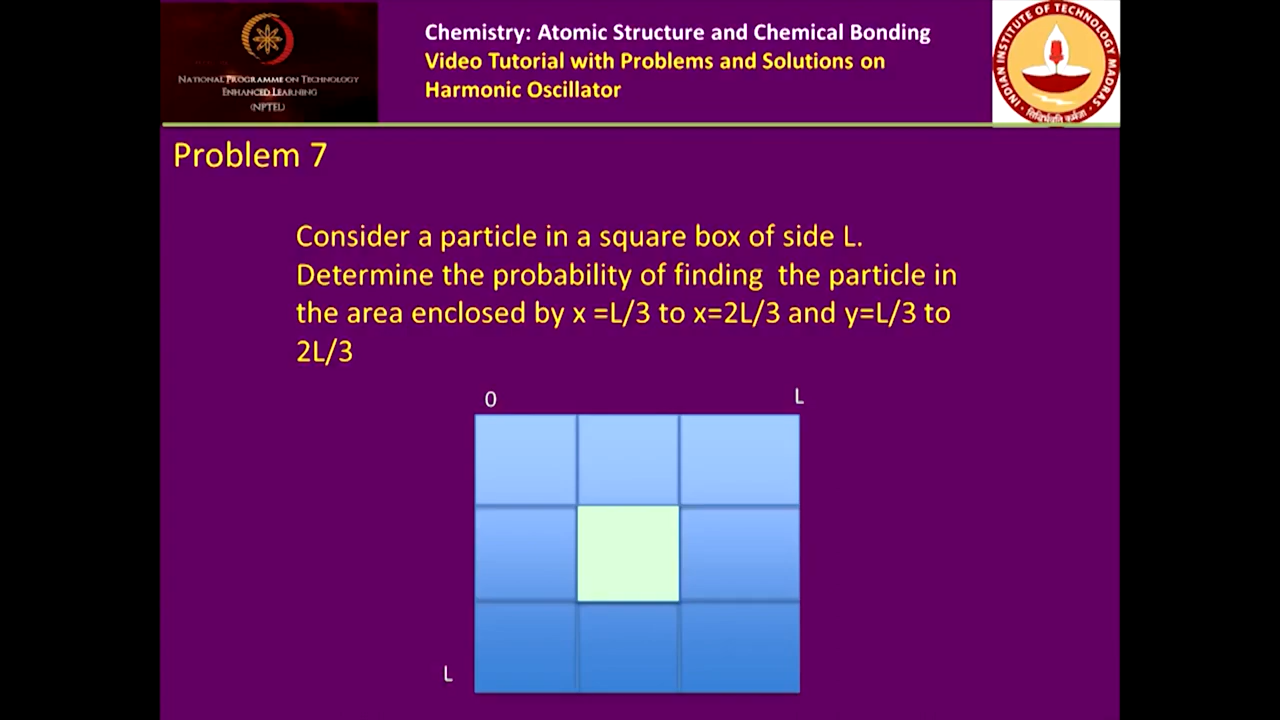 NATIONAL PROGRAMME ON TECHNOLOGY
ENHANCED LEARNING
(NPTEL)
Chemistry: Atomic Structure and Chemical Bonding
Video Tutorial with Problems and Solutions on
Harmonic Oscillator
INDIAN INSTITUTE OF TECHNOLOGY MADRAS
Problem 7
Consider a particle in a square box of side L.
Determine the probability of finding  the particle in
the area enclosed by x =L/3 to x=2L/3 and y=L/3 to
2L/3
0
L
L